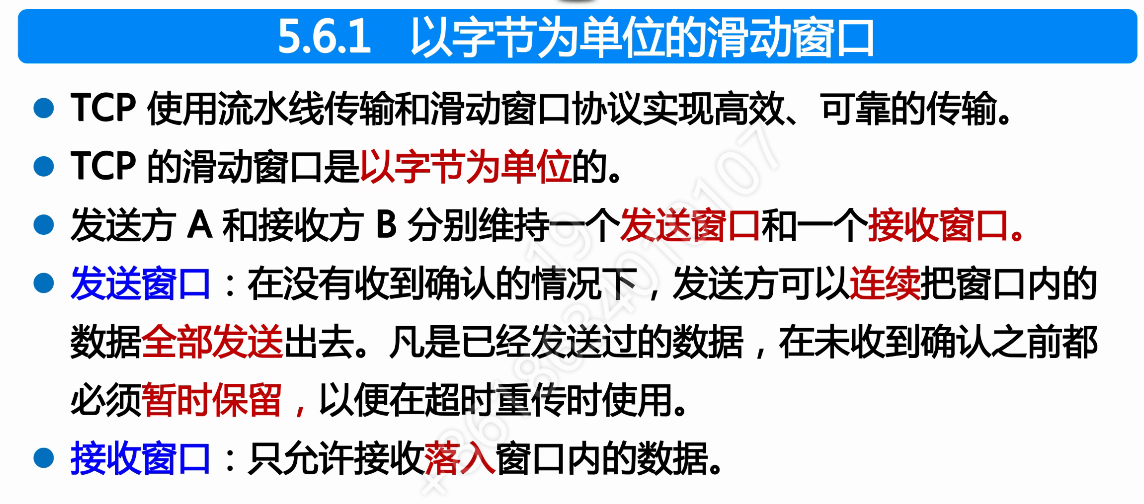 5.6.1 以字节为单位的滑动窗口
● TCP 使用流水线传输和滑动窗口协议实现高效、可靠的传输。
● TCP 的滑动窗口是以字节为单位的。
● 发送方 A 和接收方 B 分别维持一个发送窗口和一个接收窗口。
● 发送窗口：在没有收到确认的情况下，发送方可以连续把窗口内的
数据全部发送出去。凡是已经发送过的数据，在未收到确认之前都
必须暂时保留，以便在超时重传时使用。
● 接收窗口：只允许接收落入窗口内的数据。